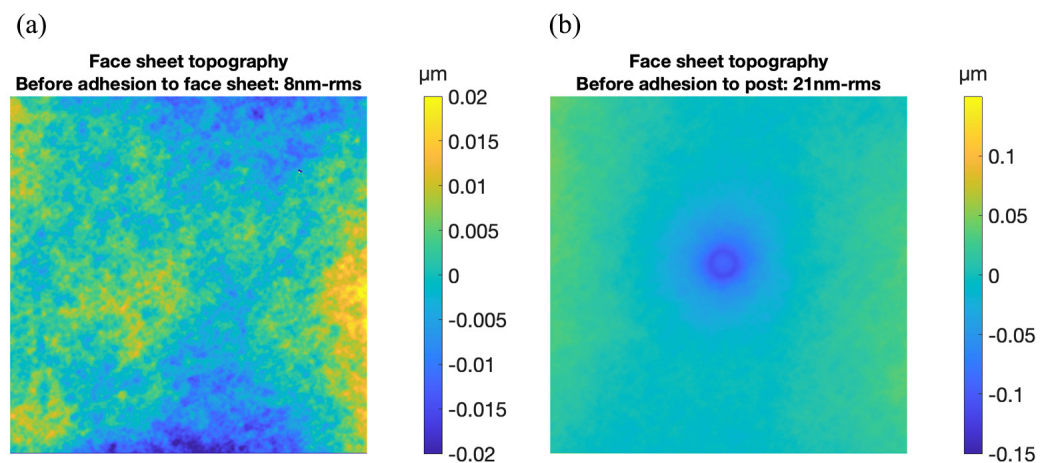 (a)
Face sheet topography
Before adhesion to face sheet: 8nm-rms
µm
0.02
0.015
0.01
0.005
0
-0.005
-0.01
-0.015
-0.02
(b)
Face sheet topography
Before adhesion to post: 21nm-rms
µm
0.1
0.05
0
-0.05
-0.1
-0.15